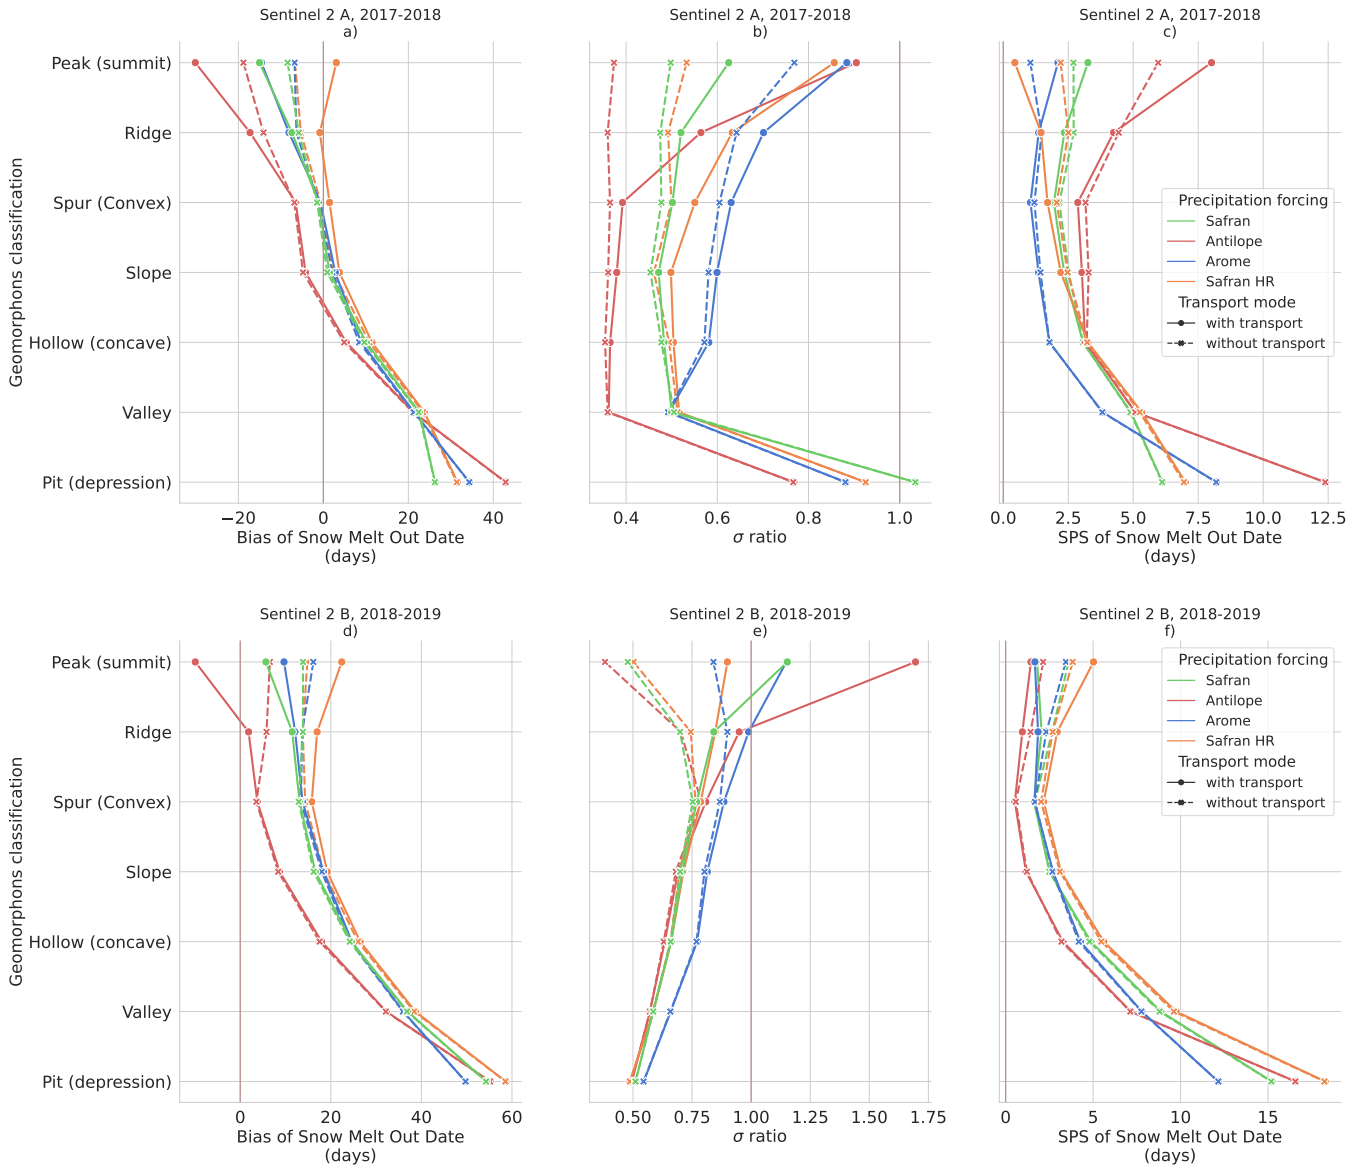 Sentinel 2 A, 2017-2018
a)
Sentinel 2 A, 2017-2018
b)
Sentinel 2 A, 2017-2018
c)
Geomorphons classification
Peak (summit)
Ridge
Spur (Convex)
Slope
Hollow (concave)
Valley
Pit (depression)
Precipitation forcing
Safran
Antilope
Arome
Safran HR
Transport mode
with transport
without transport
−20 0 20 40
Bias of Snow Melt Out Date
(days)
0.4 0.6 0.8 1.0
σ ratio
0.0 2.5 5.0 7.5 10.0 12.5
SPS of Snow Melt Out Date
(days)
Sentinel 2 B, 2018-2019
d)
Sentinel 2 B, 2018-2019
e)
Sentinel 2 B, 2018-2019
f)
Geomorphons classification
Peak (summit)
Ridge
Spur (Convex)
Slope
Hollow (concave)
Valley
Pit (depression)
Precipitation forcing
Safran
Antilope
Arome
Safran HR
Transport mode
with transport
without transport
0 20 40 60
Bias of Snow Melt Out Date
(days)
0.50 0.75 1.00 1.25 1.50 1.75
σ ratio
0 5 10 15
SPS of Snow Melt Out Date
(days)